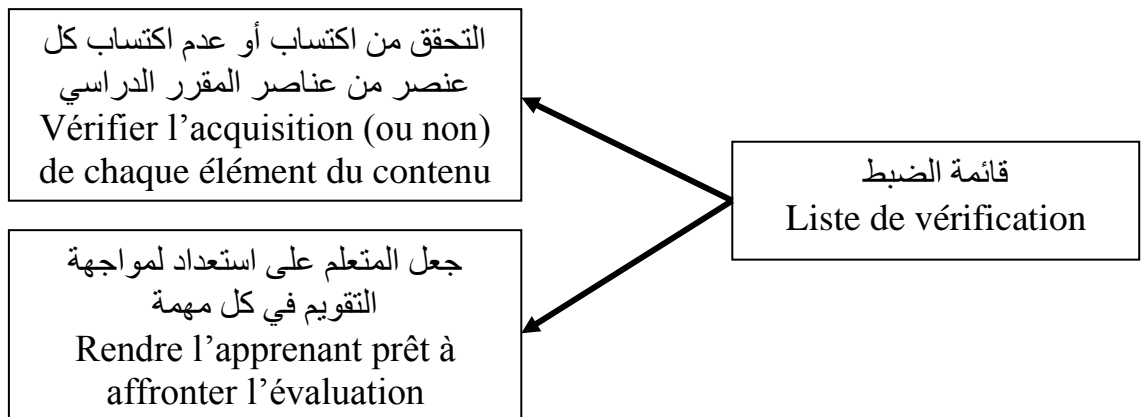 قائمة الضبط
Liste de vérification
التحقق من اكتساب أو عدم اكتساب كل
عنصر من عناصر المقرر الدراسي
Vérifier l’acquisition (ou non)
de chaque élément du contenu
جعل المتعلم على استعداد لمواجهة
التقويم في كل مهمة
Rendre l’apprenant prêt à
affronter l’évaluation